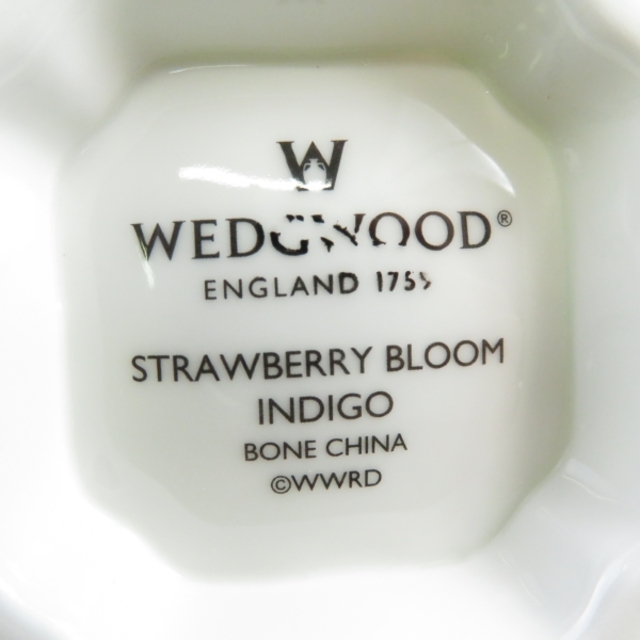 W
WEDGWOOD®
ENGLAND 1759
STRAWBERRY BLOOM
INDIGO
BONE CHINA
©WWRD